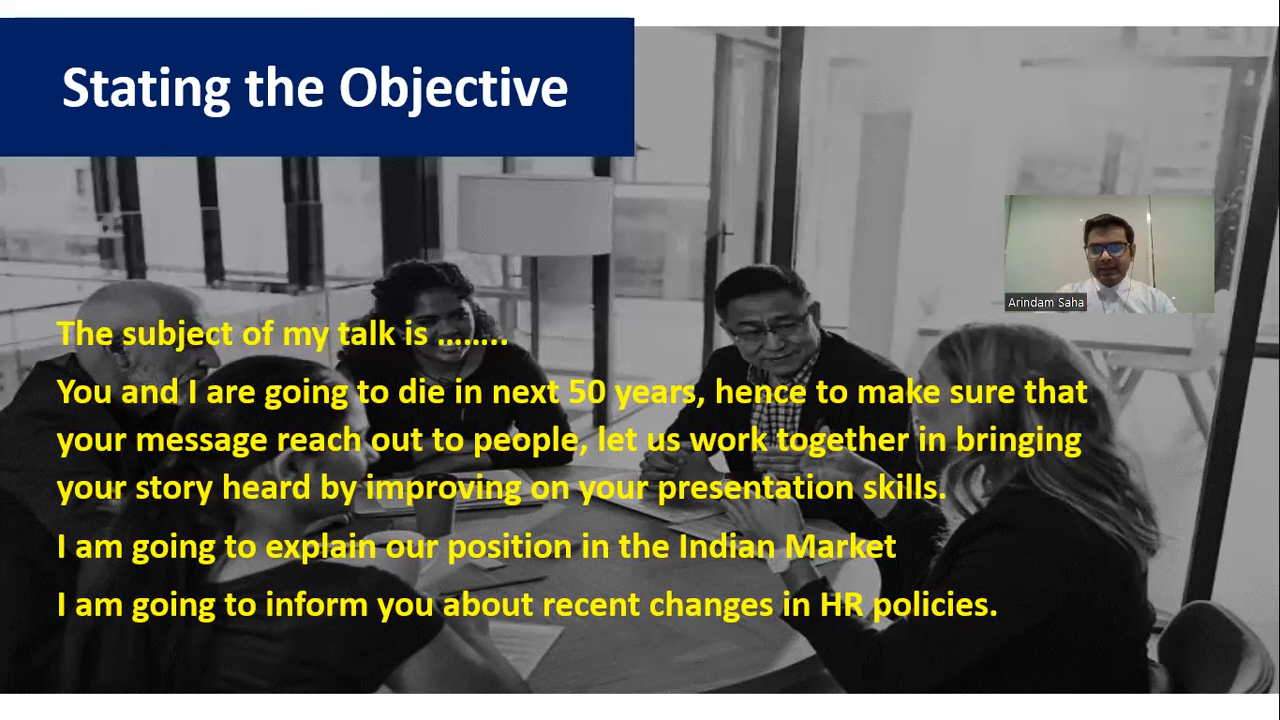 Stating the Objective
Arindam Saha
The subject of my talk is ........
You and I are going to die in next 50 years, hence to make sure that
your message reach out to people, let us work together in bringing
your story heard by improving on your presentation skills.
I am going to explain our position in the Indian Market
I am going to inform you about recent changes in HR policies.